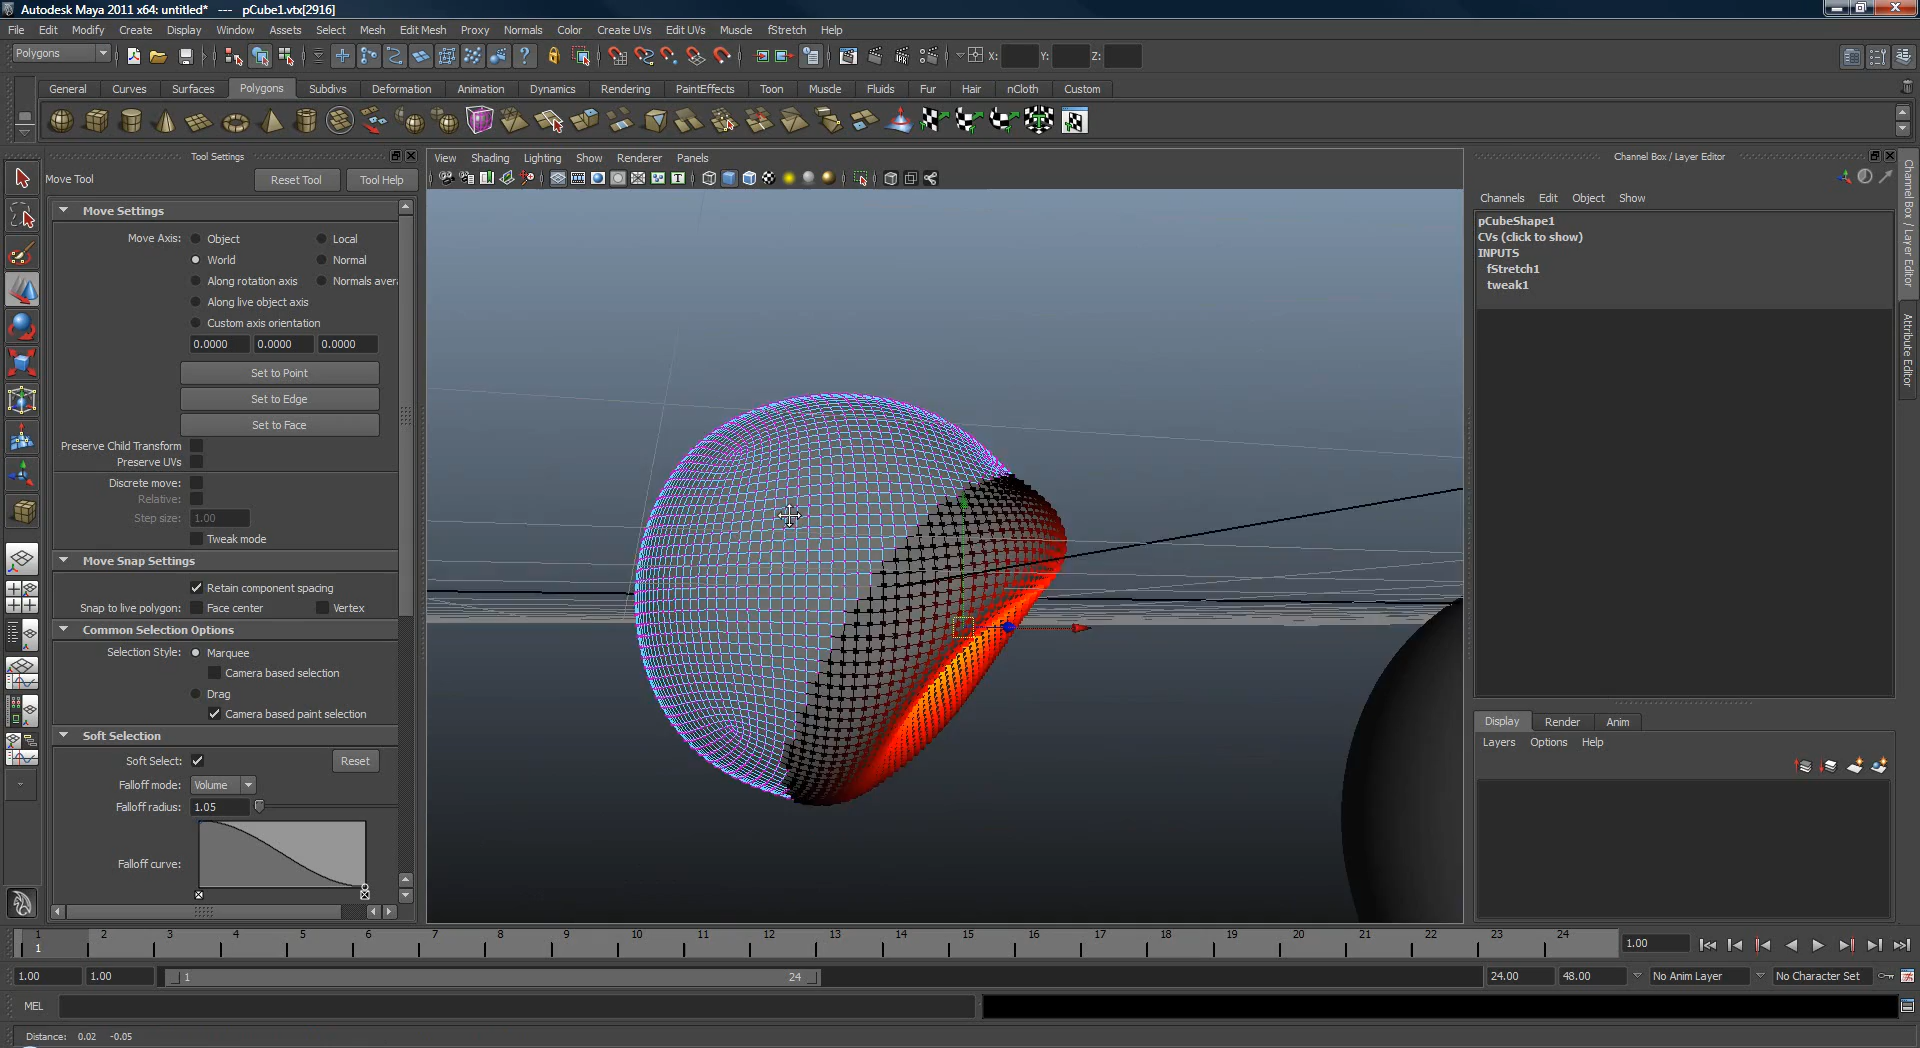 Autodesk Maya 2011 x64: untitled* --- pCube1.vtx[2916]
File Edit Modify Create Display Window Assets Select Mesh Edit Mesh Proxy Normals Color Create UVs Edit UVs Muscle fStretch Help
Polygons X: Y: Z:
General Curves Surfaces Polygons Subdivs Deformation Animation Dynamics Rendering PaintEffects Toon Muscle Fluids Fur Hair nCloth Custom
Tool Settings
Move Tool Reset Tool Tool Help
Move Settings
Move Axis: Object Local
World Normal
Along rotation axis Normals aver
Along live object axis
Custom axis orientation
0.0000 0.0000 0.0000
Set to Point
Set to Edge
Set to Face
Preserve Child Transform
Preserve UVs
Discrete move:
Relative:
Step size: 1.00
Tweak mode
Move Snap Settings
Retain component spacing
Snap to live polygon: Face center Vertex
Common Selection Options
Selection Style: Marquee
Camera based selection
Drag
Camera based paint selection
Soft Selection
Soft Select: Reset
Falloff mode: Volume
Falloff radius: 1.05
Falloff curve:
View Shading Lighting Show Renderer Panels
Channel Box / Layer Editor
Channels Edit Object Show
pCubeShape1
CVs (click to show)
INPUTS
fStretch1
tweak1
Channel Box / Layer Editor
Attribute Editor
Display Render Anim
Layers Options Help
1 2 3 4 5 6 7 8 9 10 11 12 13 14 15 16 17 18 19 20 21 22 23 24
1
1.00
1.00 1.00 1 24 24.00 48.00 No Anim Layer No Character Set
MEL
Distance: 0.02 -0.05